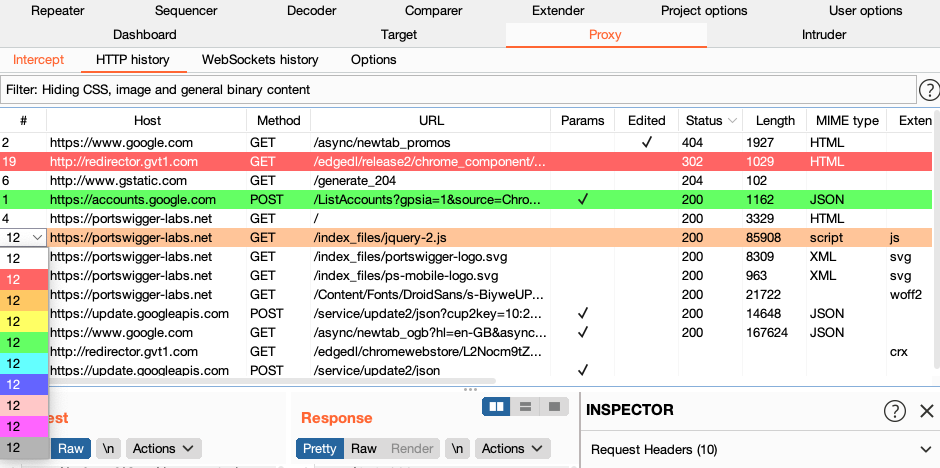 Repeater Sequencer Decoder Comparer Extender Project options User options
Dashboard Target Proxy Intruder
Intercept HTTP history WebSockets history Options
Filter: Hiding CSS, image and general binary content ?
# Host Method URL Params Edited Status Length MIME type Exten
2 https://www.google.com GET /async/newtab_promos ✓ 404 1927 HTML
19 http://redirector.gvt1.com GET /edgedl/release2/chrome_component/... 302 1029 HTML
6 http://www.gstatic.com GET /generate_204 204 102
1 https://accounts.google.com POST /ListAccounts?gpsia=1&source=Chro... ✓ 200 1162 JSON
4 https://portswigger-labs.net GET / 200 3329 HTML
12 https://portswigger-labs.net GET /index_files/jquery-2.js 200 85908 script js
12 https://portswigger-labs.net GET /index_files/portswigger-logo.svg 200 8309 XML svg
12 https://portswigger-labs.net GET /index_files/ps-mobile-logo.svg 200 963 XML svg
12 https://portswigger-labs.net GET /Content/Fonts/DroidSans/s-BiyweUP... 200 21722 woff2
12 https://update.googleapis.com POST /service/update2/json?cup2key=10:2... ✓ 200 14648 JSON
12 https://www.google.com GET /async/newtab_ogb?hl=en-GB&async... ✓ 200 167624 JSON
12 http://redirector.gvt1.com GET /edgedl/chromewebstore/L2Nocm9tZ... crx
12 https://update.googleapis.com POST /service/update2/json ✓
12
12 est Response INSPECTOR ?
12 Raw \n Actions Pretty Raw Render \n Actions Request Headers (10)